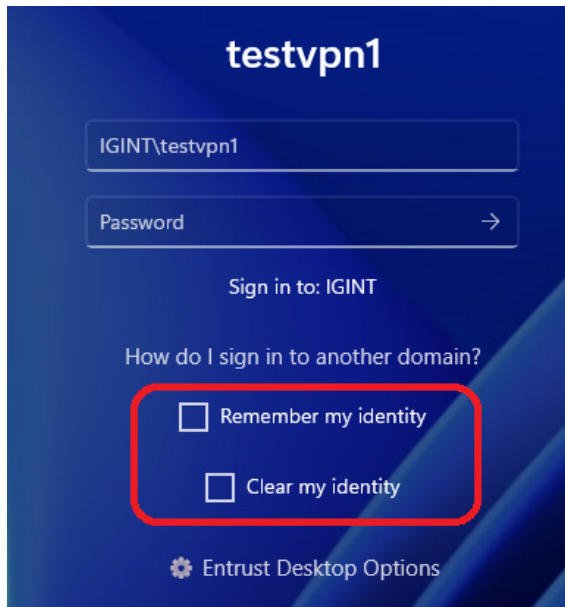 testvpn1
IGINT\testvpn1
Password
Sign in to: IGINT
How do I sign in to another domain?
Remember my identity
Clear my identity
Entrust Desktop Options